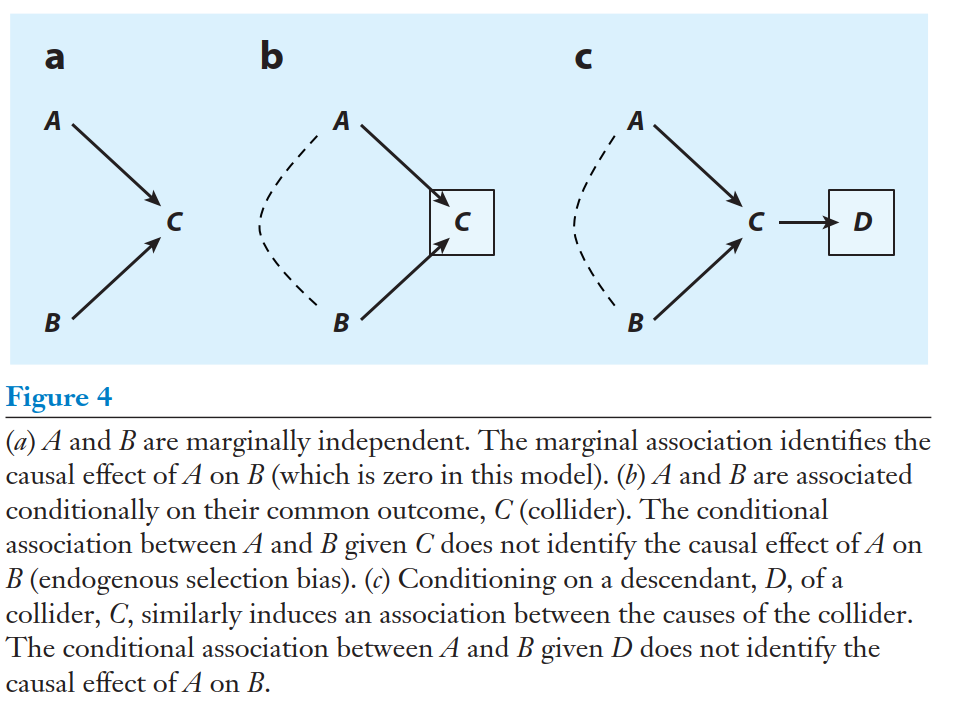 a b c
A A A
C C C D
B B B
Figure 4
(a) A and B are marginally independent. The marginal association identifies the
causal effect of A on B (which is zero in this model). (b) A and B are associated
conditionally on their common outcome, C (collider). The conditional
association between A and B given C does not identify the causal effect of A on
B (endogenous selection bias). (c) Conditioning on a descendant, D, of a
collider, C, similarly induces an association between the causes of the collider.
The conditional association between A and B given D does not identify the
causal effect of A on B.